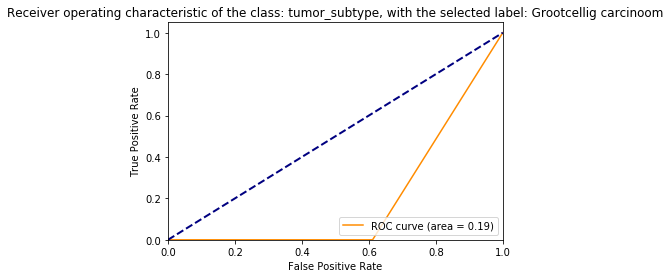 Receiver operating characteristic of the class: tumor_subtype, with the selected label: Grootcellig carcinoom
1.0
0.8
0.6
0.4
0.2
0.0
True Positive Rate
ROC curve (area = 0.19)
0.0 0.2 0.4 0.6 0.8 1.0
False Positive Rate